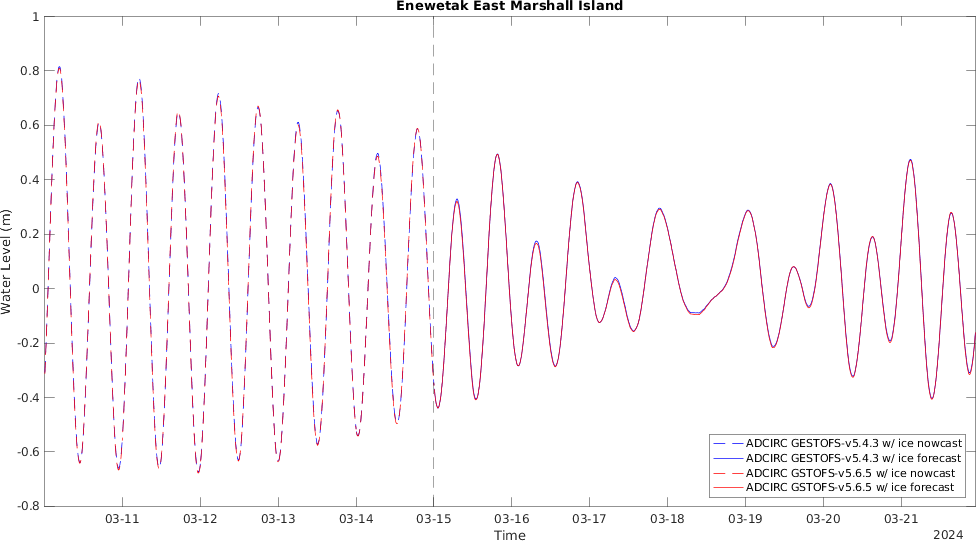 Enewetak East Marshall Island
Water Level (m)
1
0.8
0.6
0.4
0.2
0
-0.2
-0.4
-0.6
-0.8
ADCIRC GESTOFS-v5.4.3 w/ ice nowcast
ADCIRC GESTOFS-v5.4.3 w/ ice forecast
ADCIRC GSTOFS-v5.6.5 w/ ice nowcast
ADCIRC GSTOFS-v5.6.5 w/ ice forecast
03-11 03-12 03-13 03-14 03-15 03-16 03-17 03-18 03-19 03-20 03-21
Time
2024